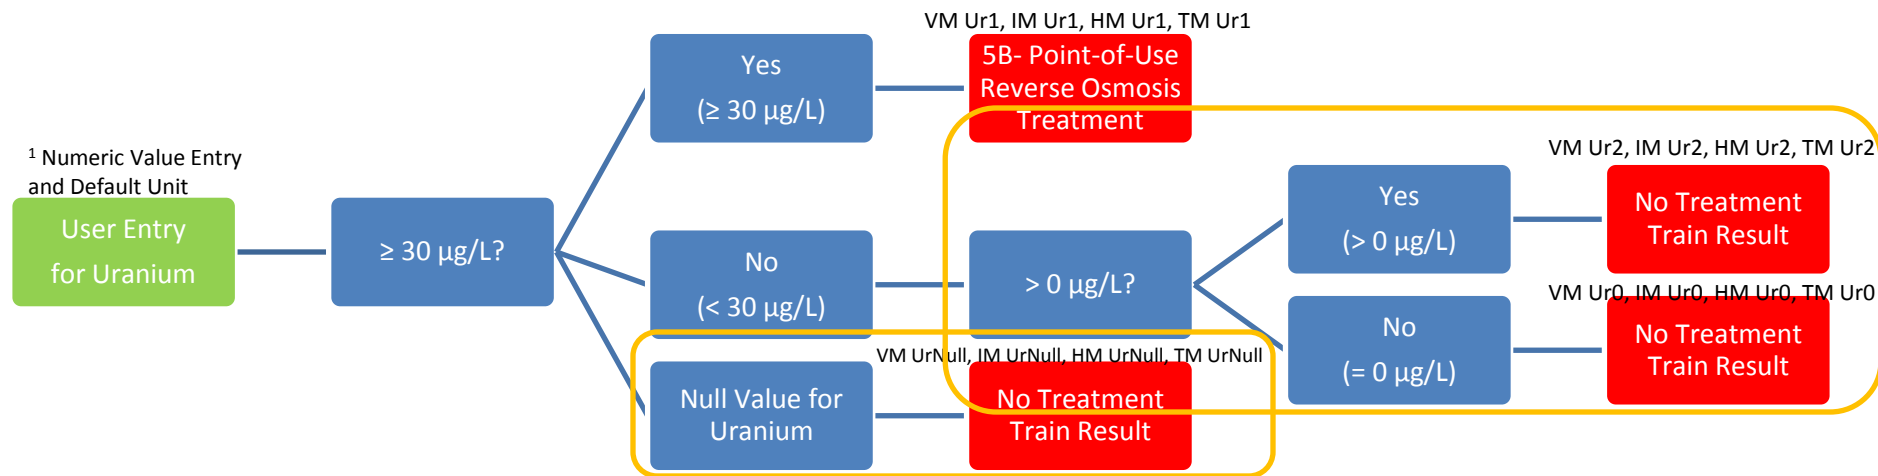 VM Ur1, IM Ur1, HM Ur1, TM Ur1
Yes
(≥ 30 µg/L)
5B- Point-of-Use
Reverse Osmosis
Treatment
¹ Numeric Value Entry
and Default Unit
User Entry
for Uranium
≥ 30 µg/L?
No
(< 30 µg/L)
> 0 µg/L?
Yes
(> 0 µg/L)
VM Ur2, IM Ur2, HM Ur2, TM Ur2
No Treatment
Train Result
No
(= 0 µg/L)
VM Ur0, IM Ur0, HM Ur0, TM Ur0
No Treatment
Train Result
Null Value for
Uranium
VM UrNull, IM UrNull, HM UrNull, TM UrNull
No Treatment
Train Result